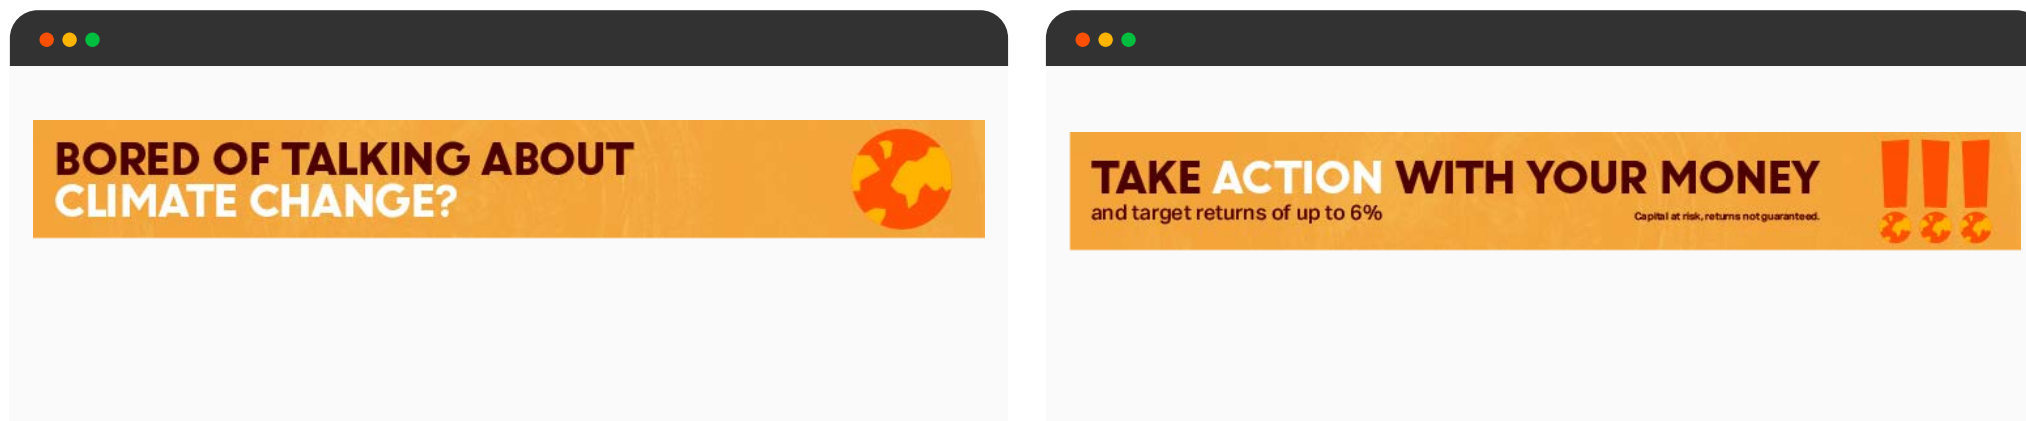 BORED OF TALKING ABOUT
CLIMATE CHANGE?
TAKE ACTION WITH YOUR MONEY
and target returns of up to 6%
Capital at risk, returns not guaranteed.